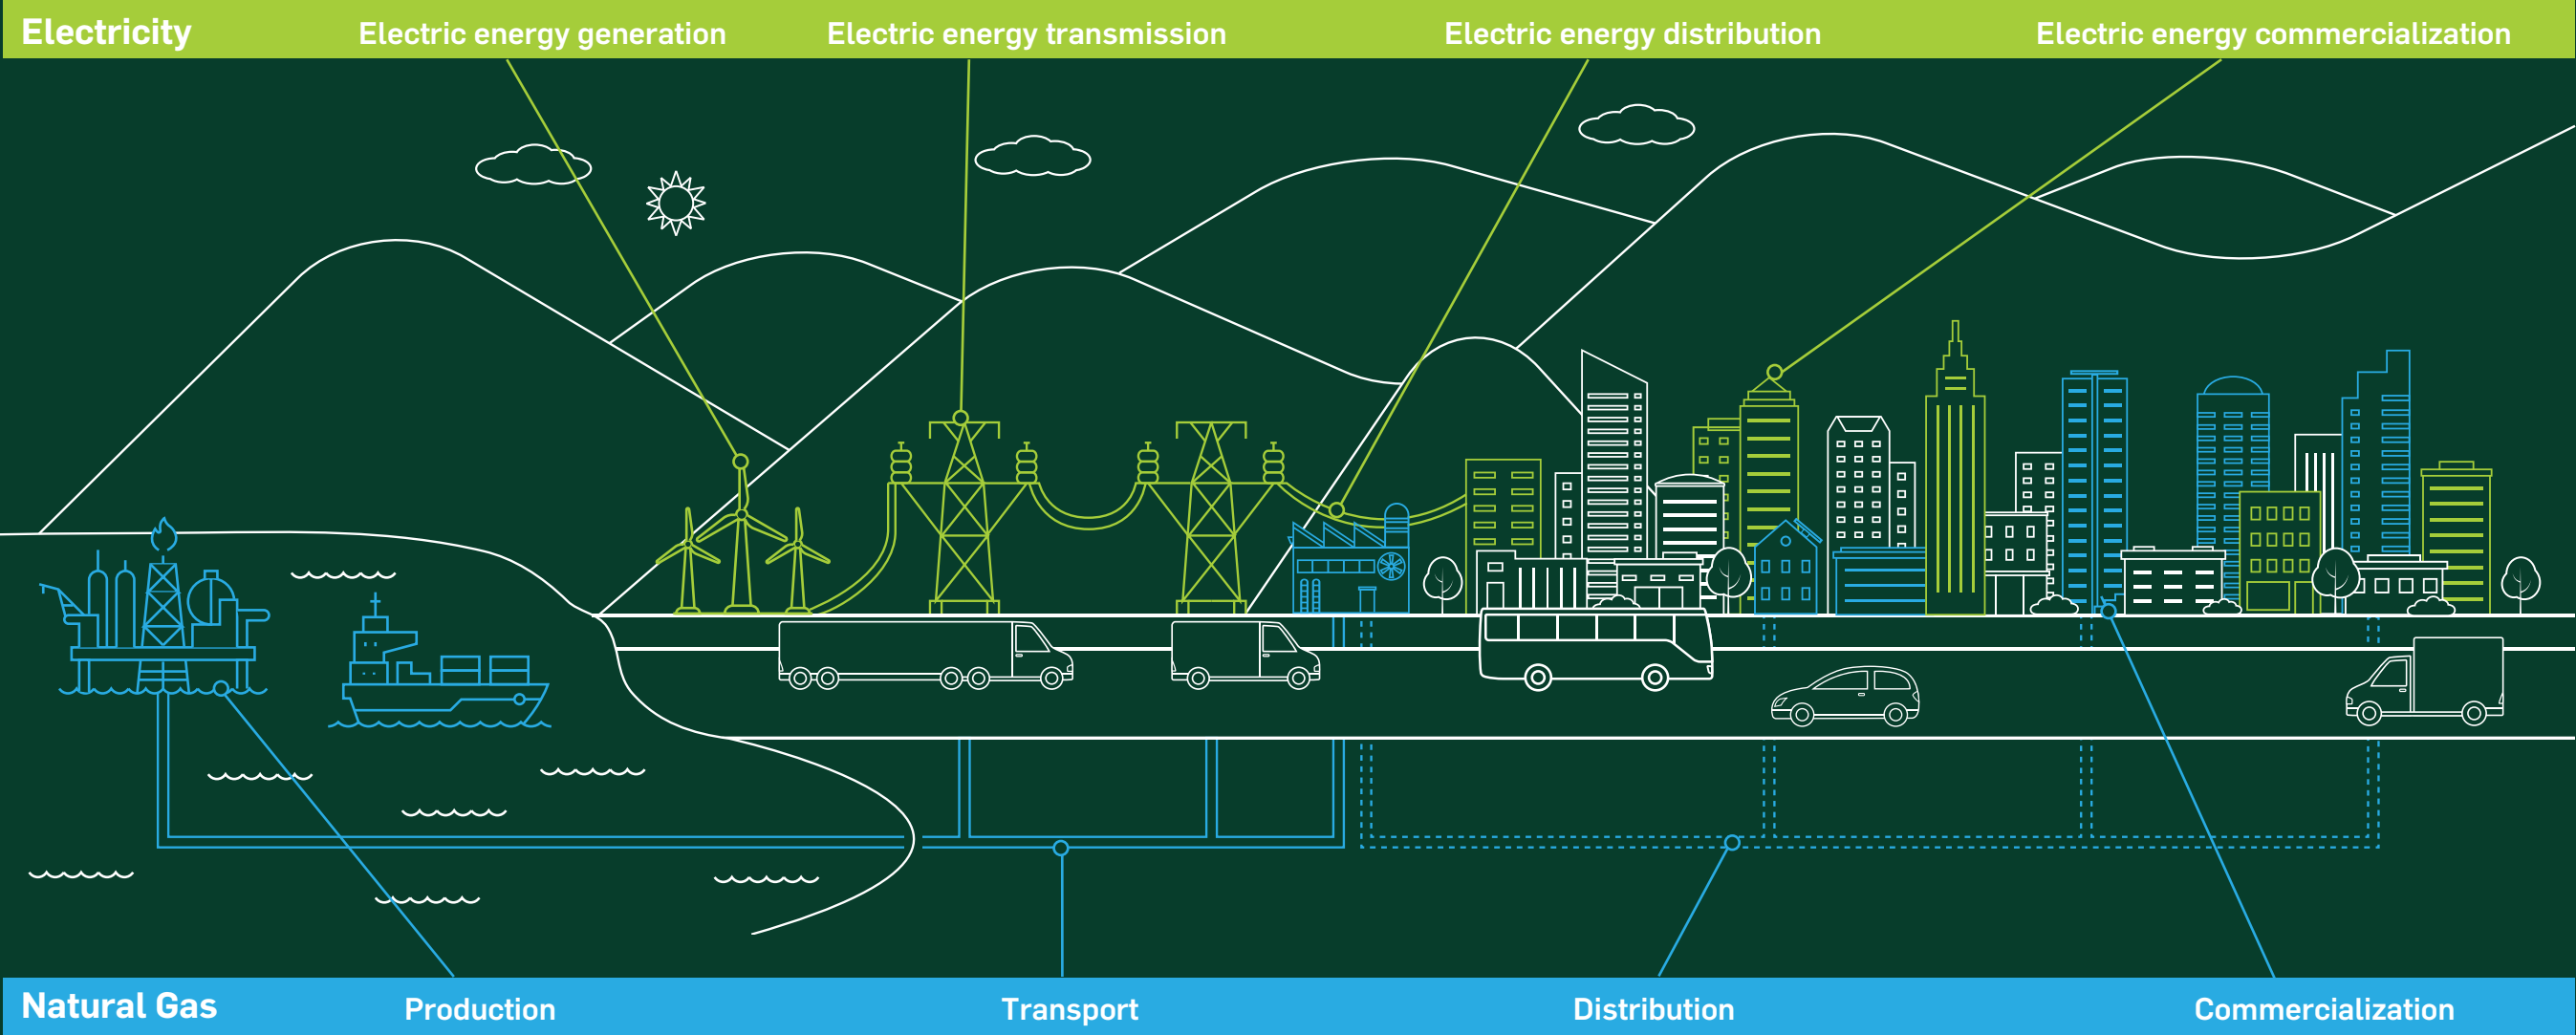 Electricity
Electric energy generation
Electric energy transmission
Electric energy distribution
Electric energy commercialization
Natural Gas
Production
Transport
Distribution
Commercialization